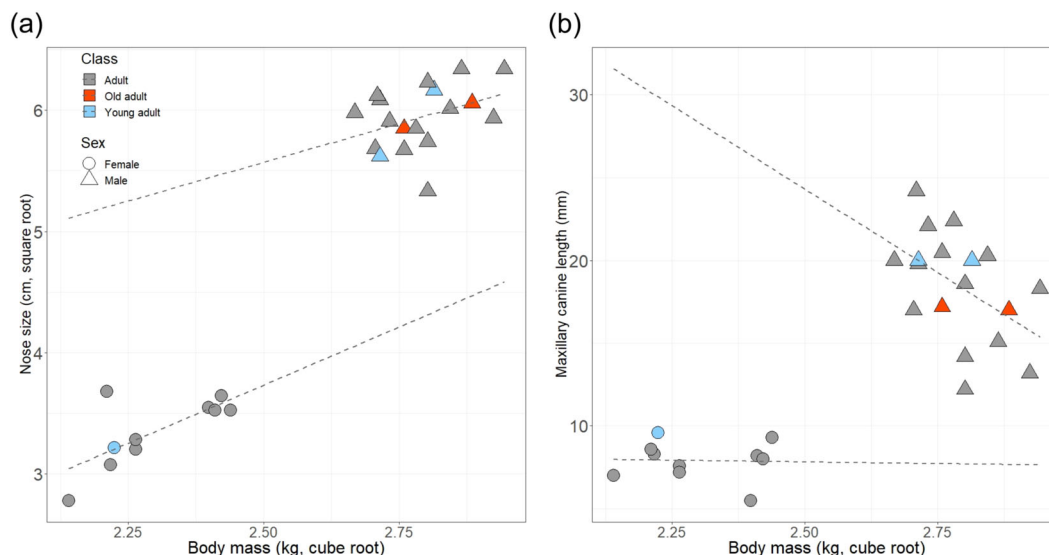 (a)
Class
Adult
Old adult
Young adult
Sex
Female
Male
6
5
4
3
Nose size (cm, square root)
2.25
2.50
2.75
Body mass (kg, cube root)
(b)
30
20
10
Maxillary canine length (mm)
2.25
2.50
2.75
Body mass (kg, cube root)